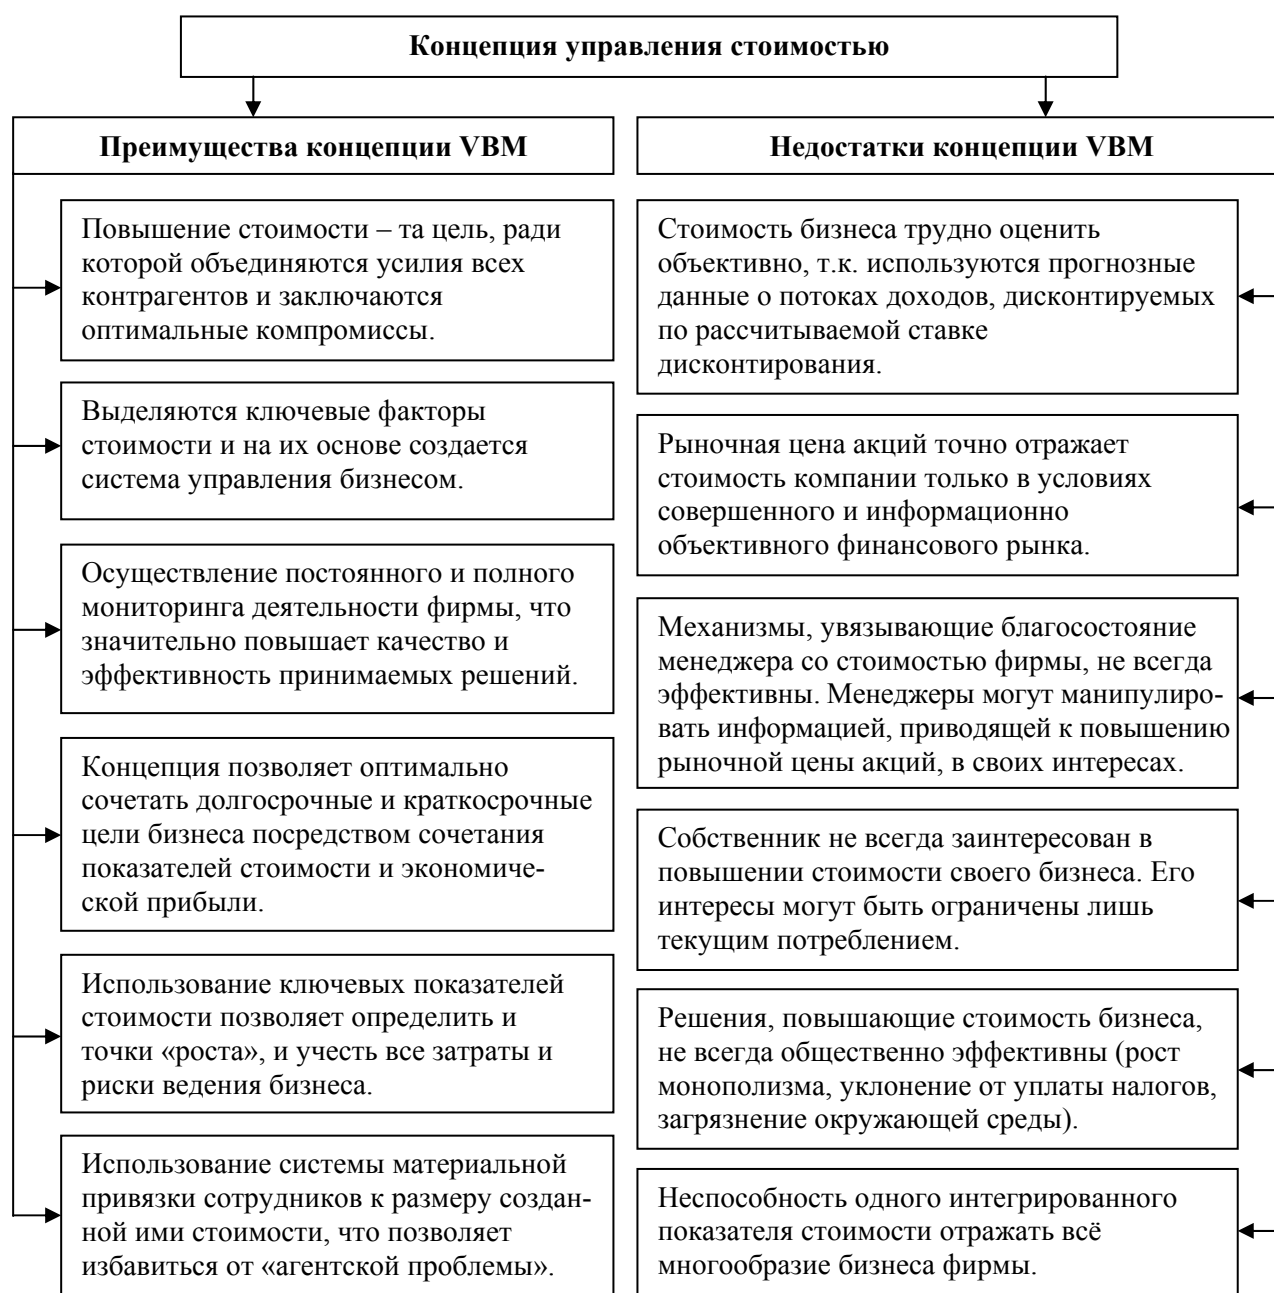 Концепция управления стоимостью
Преимущества концепции VBM
Повышение стоимости – та цель, ради
которой объединяются усилия всех
контрагентов и заключаются
оптимальные компромиссы.
Выделяются ключевые факторы
стоимости и на их основе создается
система управления бизнесом.
Осуществление постоянного и полного
мониторинга деятельности фирмы, что
значительно повышает качество и
эффективность принимаемых решений.
Концепция позволяет оптимально
сочетать долгосрочные и краткосрочные
цели бизнеса посредством сочетания
показателей стоимости и экономиче-
ской прибыли.
Использование ключевых показателей
стоимости позволяет определить и
точки «роста», и учесть все затраты и
риски ведения бизнеса.
Использование системы материальной
привязки сотрудников к размеру создан-
ной ими стоимости, что позволяет
избавиться от «агентской проблемы».
Недостатки концепции VBM
Стоимость бизнеса трудно оценить
объективно, т.к. используются прогнозные
данные о потоках доходов, дисконтируемых
по рассчитываемой ставке
дисконтирования.
Рыночная цена акций точно отражает
стоимость компании только в условиях
совершенного и информационно
объективного финансового рынка.
Механизмы, увязывающие благосостояние
менеджера со стоимостью фирмы, не всегда
эффективны. Менеджеры могут манипулиро-
вать информацией, приводящей к повышению
рыночной цены акций, в своих интересах.
Собственник не всегда заинтересован в
повышении стоимости своего бизнеса. Его
интересы могут быть ограничены лишь
текущим потреблением.
Решения, повышающие стоимость бизнеса,
не всегда общественно эффективны (рост
монополизма, уклонение от уплаты налогов,
загрязнение окружающей среды).
Неспособность одного интегрированного
показателя стоимости отражать всё
многообразие бизнеса фирмы.